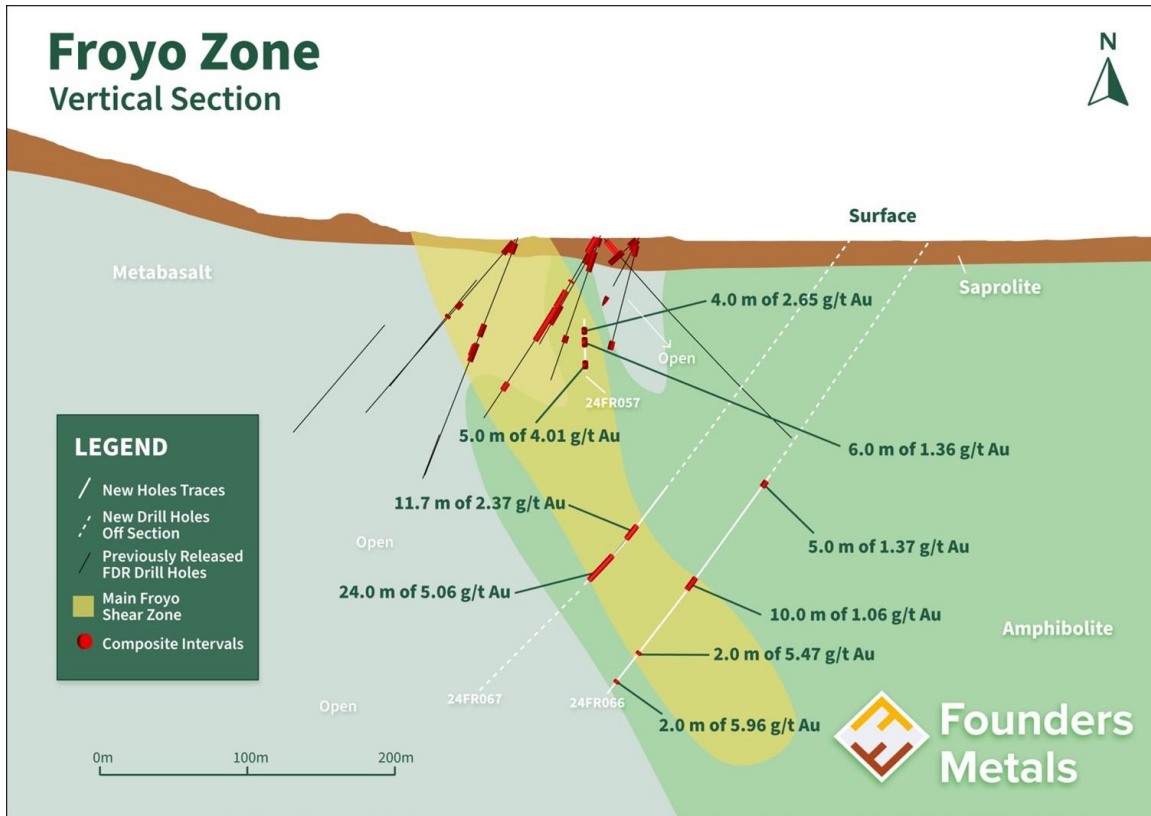 Froyo Zone
Vertical Section
N
Surface
Metabasalt
Saprolite
4.0 m of 2.65 g/t Au
Open
24FR057
5.0 m of 4.01 g/t Au
6.0 m of 1.36 g/t Au
LEGEND
New Holes Traces
New Drill Holes
Off Section
Previously Released
FDR Drill Holes
Main Froyo
Shear Zone
Composite Intervals
11.7 m of 2.37 g/t Au
Open
5.0 m of 1.37 g/t Au
24.0 m of 5.06 g/t Au
10.0 m of 1.06 g/t Au
Amphibolite
2.0 m of 5.47 g/t Au
24FR067
24FR066
Open
2.0 m of 5.96 g/t Au
Founders
Metals
0m
100m
200m